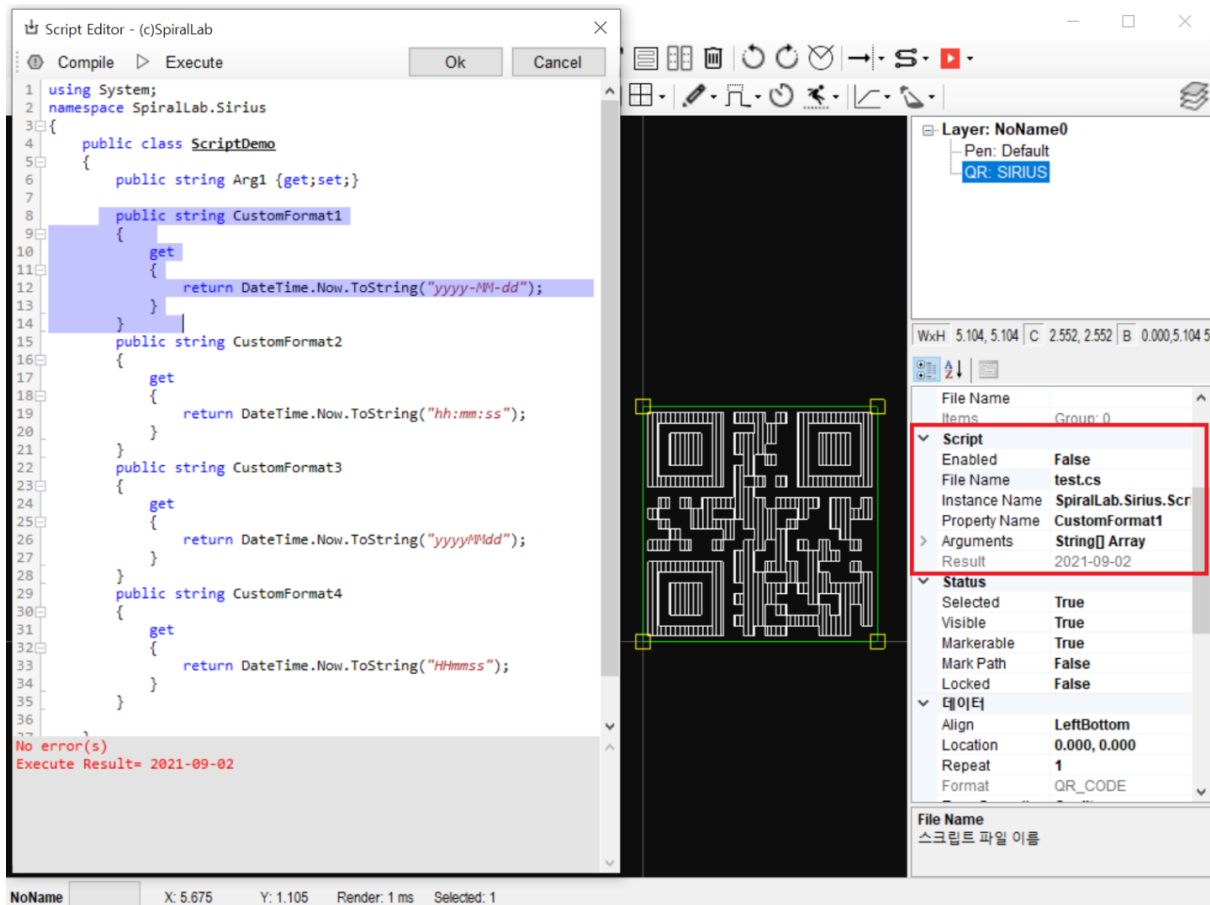 Script Editor - (c)SpiralLab
Compile Execute Ok Cancel
1 using System;
2 namespace SpiralLab.Sirius
3 {
4 public class ScriptDemo
5 {
6 public string Arg1 {get;set;}
7
8 public string CustomFormat1
9 {
10 get
11 {
12 return DateTime.Now.ToString("yyyy-MM-dd");
13 }
14 }
15 public string CustomFormat2
16 {
17 get
18 {
19 return DateTime.Now.ToString("hh:mm:ss");
20 }
21 }
22 public string CustomFormat3
23 {
24 get
25 {
26 return DateTime.Now.ToString("yyyyMMdd");
27 }
28 }
29 public string CustomFormat4
30 {
31 get
32 {
33 return DateTime.Now.ToString("HHmmss");
34 }
35 }
36
No error(s)
Execute Result= 2021-09-02
Layer: NoName0
Pen: Default
QR: SIRIUS
WxH 5.104, 5.104 C 2.552, 2.552 B 0.000,5.104 5
File Name
Items Group: 0
Script
Enabled False
File Name test.cs
Instance Name SpiralLab.Sirius.Scri
Property Name CustomFormat1
Arguments String[] Array
Result 2021-09-02
Status
Selected True
Visible True
Markerable True
Mark Path False
Locked False
데이터
Align LeftBottom
Location 0.000, 0.000
Repeat 1
Format QR_CODE
File Name
스크립트 파일 이름
NoName X: 5.675 Y: 1.105 Render: 1 ms Selected: 1